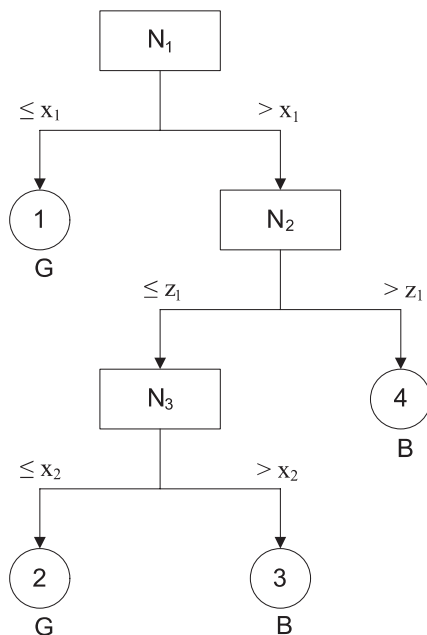 N₁
≤ x₁
> x₁
1
G
N₂
≤ z₁
> z₁
N₃
4
B
≤ x₂
> x₂
2
G
3
B